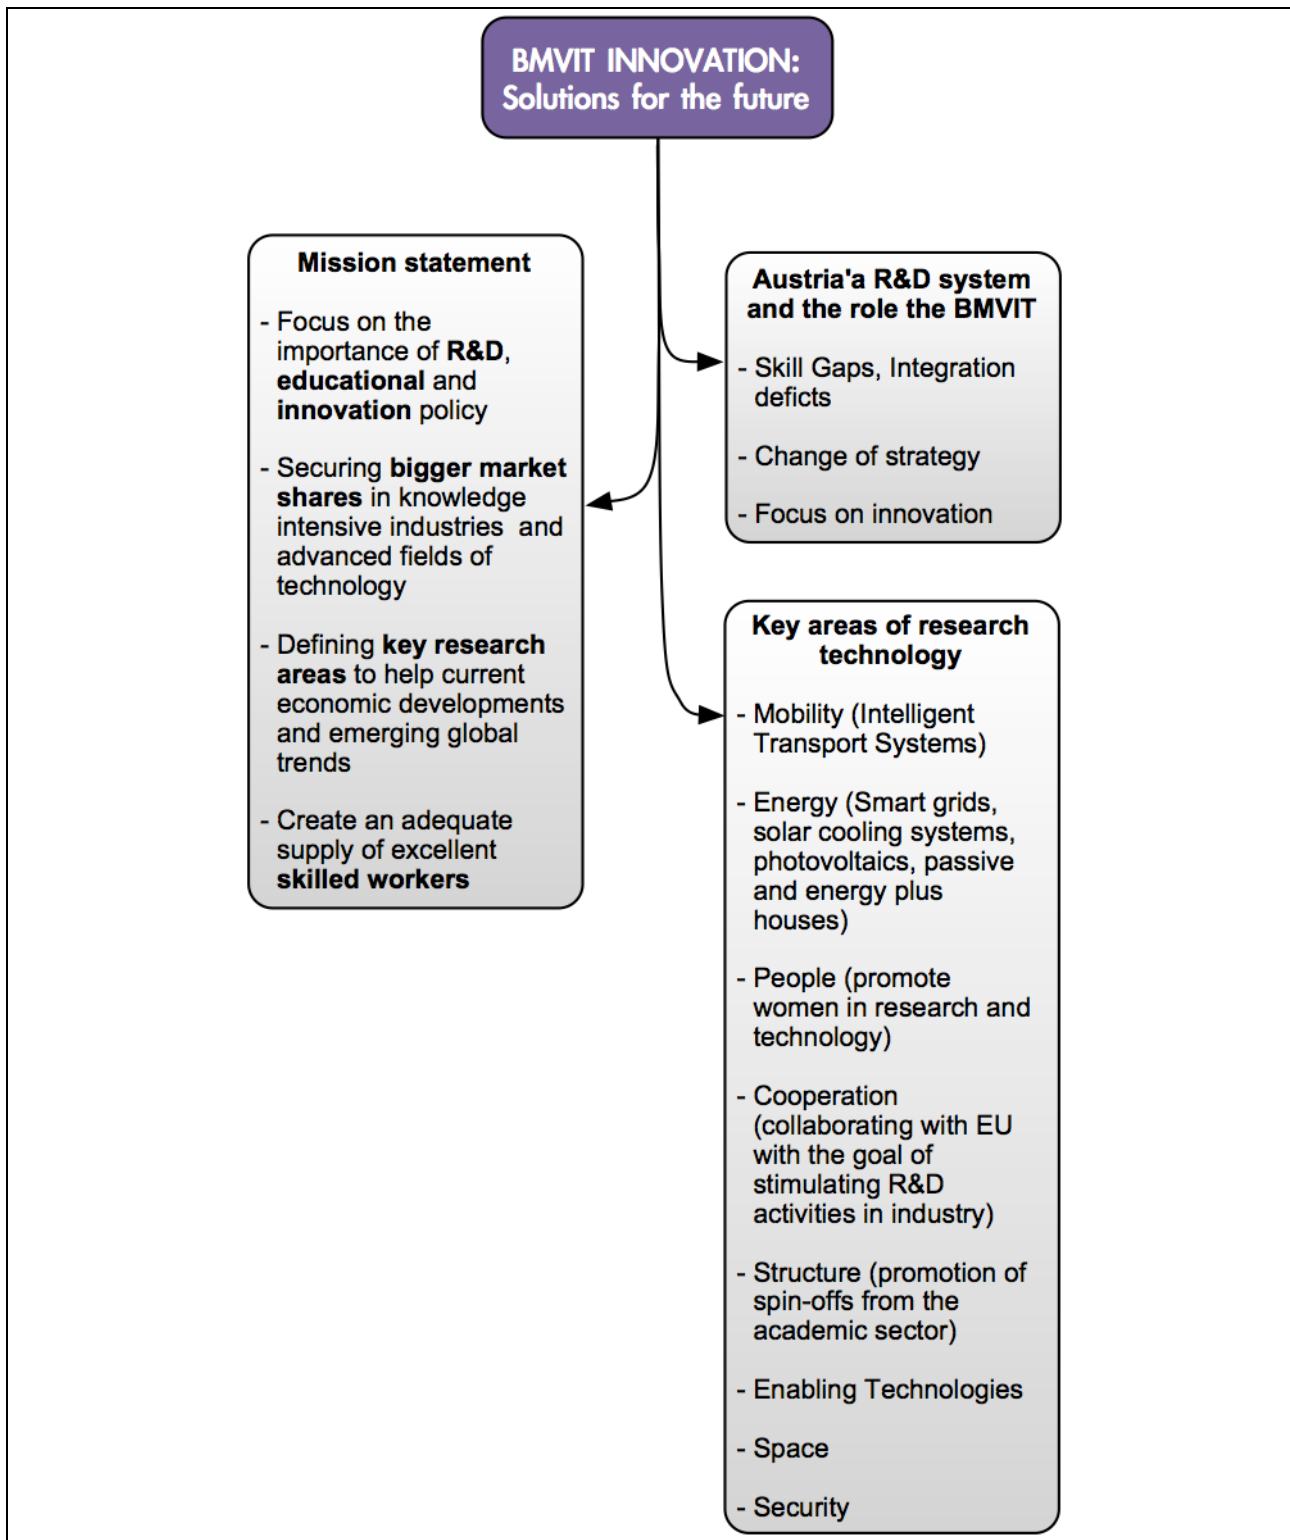 BMVIT INNOVATION:
Solutions for the future
Mission statement
- Focus on the
importance of R&D,
educational and
innovation policy
- Securing bigger market
shares in knowledge
intensive industries and
advanced fields of
technology
- Defining key research
areas to help current
economic developments
and emerging global
trends
- Create an adequate
supply of excellent
skilled workers
Austria'a R&D system
and the role the BMVIT
- Skill Gaps, Integration
deficts
- Change of strategy
- Focus on innovation
Key areas of research
technology
- Mobility (Intelligent
Transport Systems)
- Energy (Smart grids,
solar cooling systems,
photovoltaics, passive
and energy plus
houses)
- People (promote
women in research and
technology)
- Cooperation
(collaborating with EU
with the goal of
stimulating R&D
activities in industry)
- Structure (promotion of
spin-offs from the
academic sector)
- Enabling Technologies
- Space
- Security